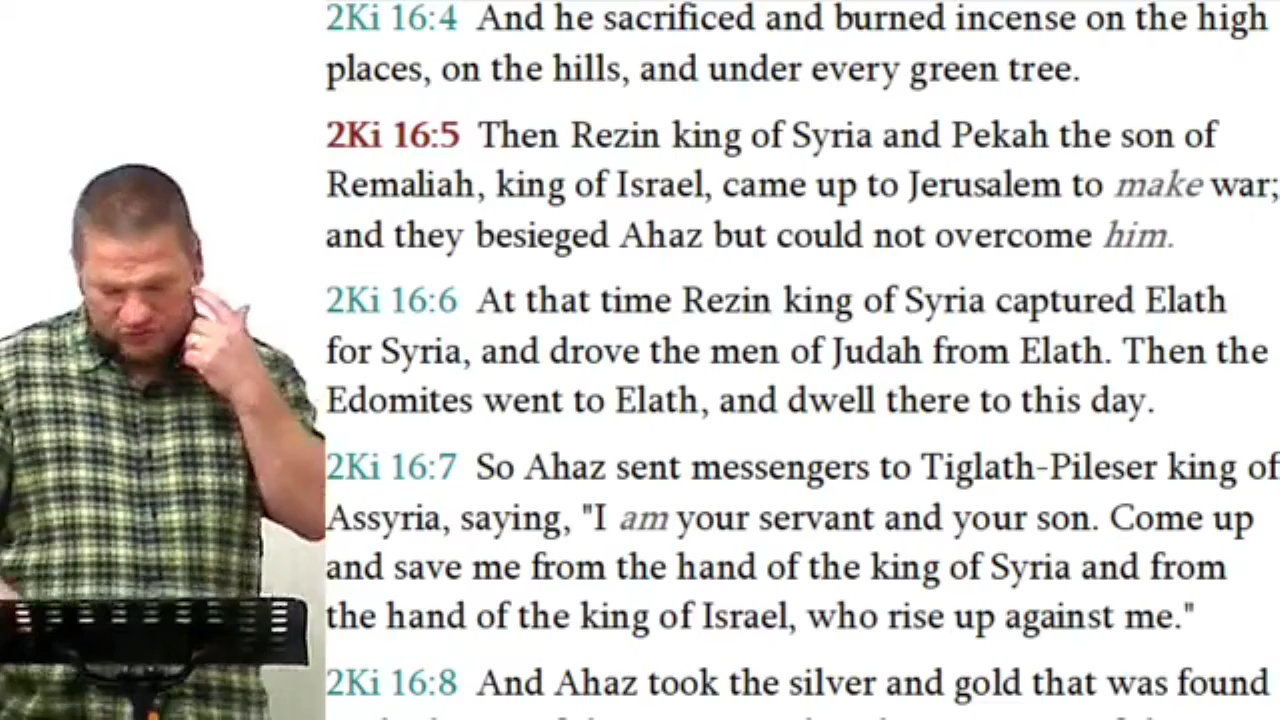 2Ki 16:4 And he sacrificed and burned incense on the high
places, on the hills, and under every green tree.
2Ki 16:5 Then Rezin king of Syria and Pekah the son of
Remaliah, king of Israel, came up to Jerusalem to make war;
and they besieged Ahaz but could not overcome him.
2Ki 16:6 At that time Rezin king of Syria captured Elath
for Syria, and drove the men of Judah from Elath. Then the
Edomites went to Elath, and dwell there to this day.
2Ki 16:7 So Ahaz sent messengers to Tiglath-Pileser king of
Assyria, saying, "I am your servant and your son. Come up
and save me from the hand of the king of Syria and from
the hand of the king of Israel, who rise up against me."
2Ki 16:8 And Ahaz took the silver and gold that was found